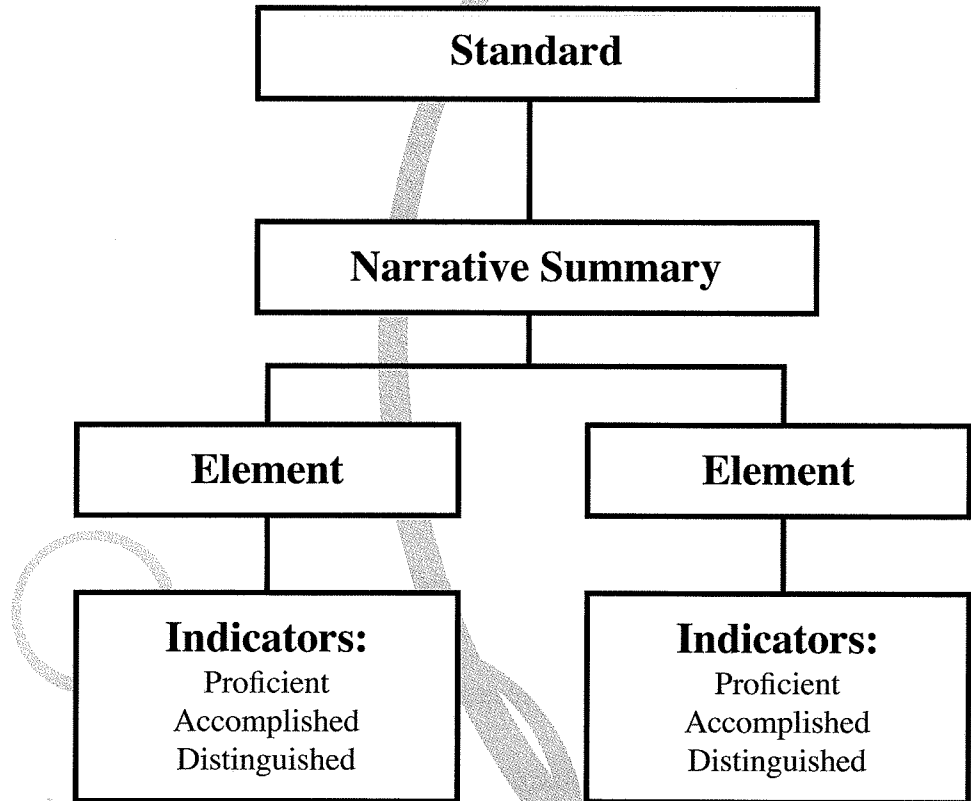 Standard
Narrative Summary
Element
Indicators:
Proficient
Accomplished
Distinguished
Element
Indicators:
Proficient
Accomplished
Distinguished